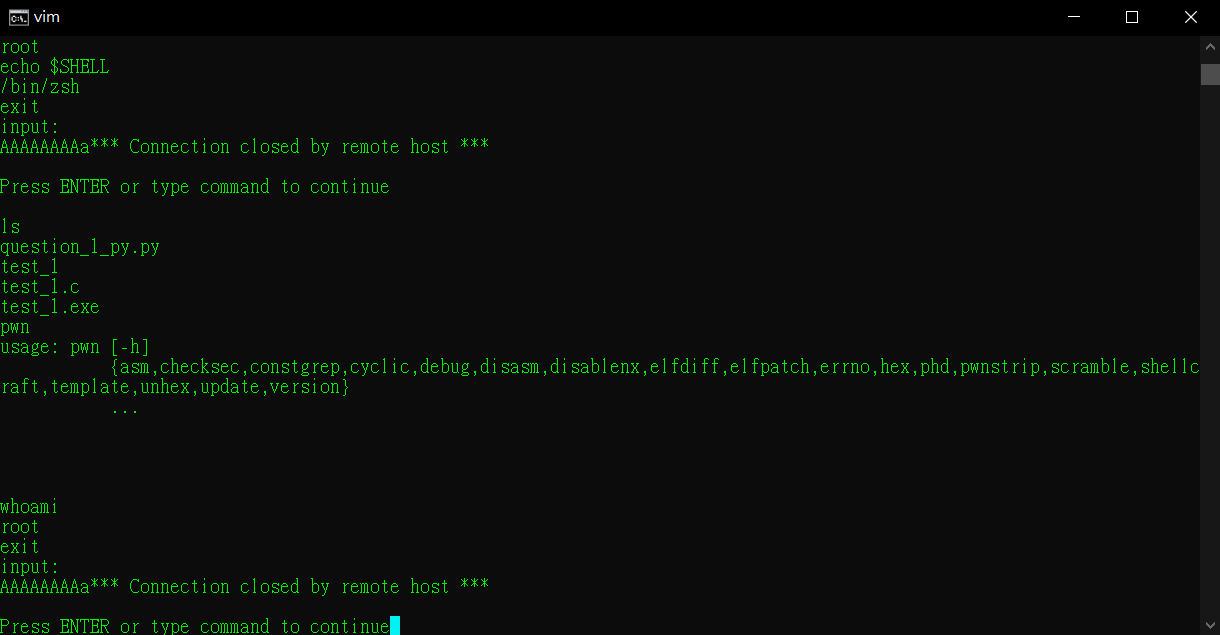 vim
root
echo $SHELL
/bin/zsh
exit
input:
AAAAAAAAa*** Connection closed by remote host ***
Press ENTER or type command to continue
ls
question_1_py.py
test_1
test_1.c
test_1.exe
pwn
usage: pwn [-h]
{asm,checksec,constgrep,cyclic,debug,disasm,disablenx,elfdiff,elfpatch,errno,hex,phd,pwnstrip,scramble,shellc
raft,template,unhex,update,version}
...
whoami
root
exit
input:
AAAAAAAAa*** Connection closed by remote host ***
Press ENTER or type command to continue